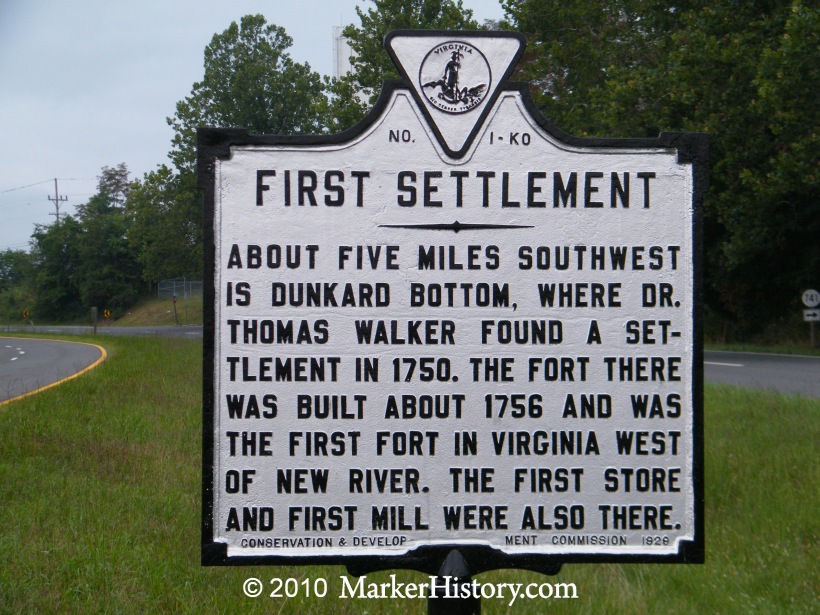 VIRGINIA
NO. 1-KO
FIRST SETTLEMENT
ABOUT FIVE MILES SOUTHWEST
IS DUNKARD BOTTOM, WHERE DR.
THOMAS WALKER FOUND A SET-
TLEMENT IN 1750. THE FORT THERE
WAS BUILT ABOUT 1756 AND WAS
THE FIRST FORT IN VIRGINIA WEST
OF NEW RIVER. THE FIRST STORE
AND FIRST MILL WERE ALSO THERE.
CONSERVATION & DEVELOP MENT COMMISSION 1929
741
© 2010 MarkerHistory.com